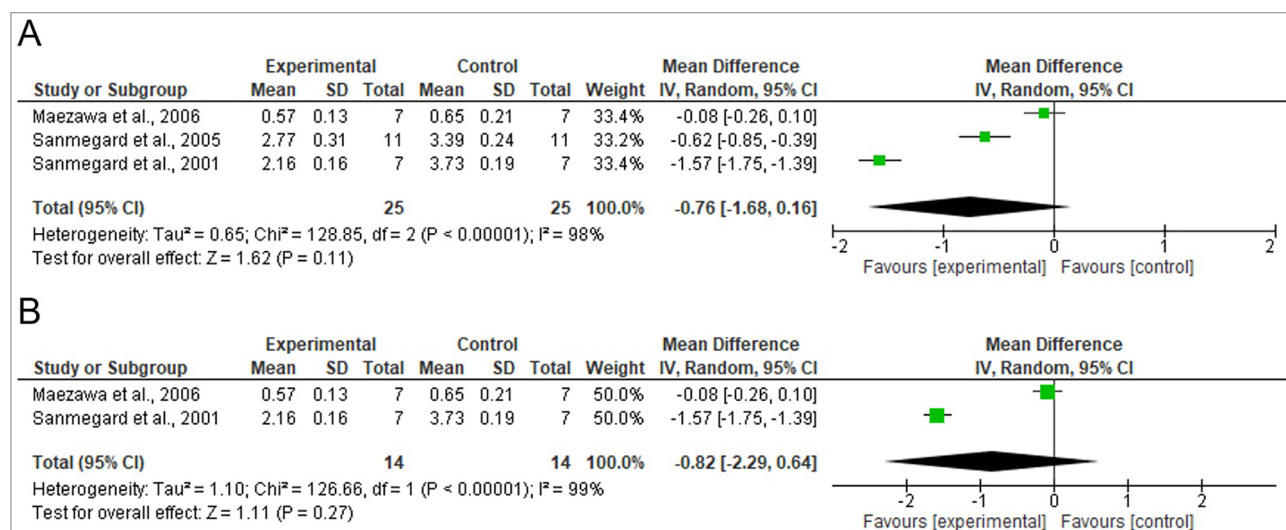 A
Experimental Control Mean Difference Mean Difference
Study or Subgroup Mean SD Total Mean SD Total Weight IV, Random, 95% CI IV, Random, 95% CI
Maezawa et al., 2006 0.57 0.13 7 0.65 0.21 7 33.4% -0.08 [-0.26, 0.10]
Sanmegard et al., 2005 2.77 0.31 11 3.39 0.24 11 33.2% -0.62 [-0.85, -0.39]
Sanmegard et al., 2001 2.16 0.16 7 3.73 0.19 7 33.4% -1.57 [-1.75, -1.39]
Total (95% CI) 25 25 100.0% -0.76 [-1.68, 0.16]
Heterogeneity: Tau² = 0.65; Chi² = 128.85, df = 2 (P < 0.00001); I² = 98%
Test for overall effect: Z = 1.62 (P = 0.11)
-2 -1 0 1 2
Favours [experimental] Favours [control]
B
Experimental Control Mean Difference Mean Difference
Study or Subgroup Mean SD Total Mean SD Total Weight IV, Random, 95% CI IV, Random, 95% CI
Maezawa et al., 2006 0.57 0.13 7 0.65 0.21 7 50.0% -0.08 [-0.26, 0.10]
Sanmegard et al., 2001 2.16 0.16 7 3.73 0.19 7 50.0% -1.57 [-1.75, -1.39]
Total (95% CI) 14 14 100.0% -0.82 [-2.29, 0.64]
Heterogeneity: Tau² = 1.10; Chi² = 126.66, df = 1 (P < 0.00001); I² = 99%
Test for overall effect: Z = 1.11 (P = 0.27)
-2 -1 0 1 2
Favours [experimental] Favours [control]